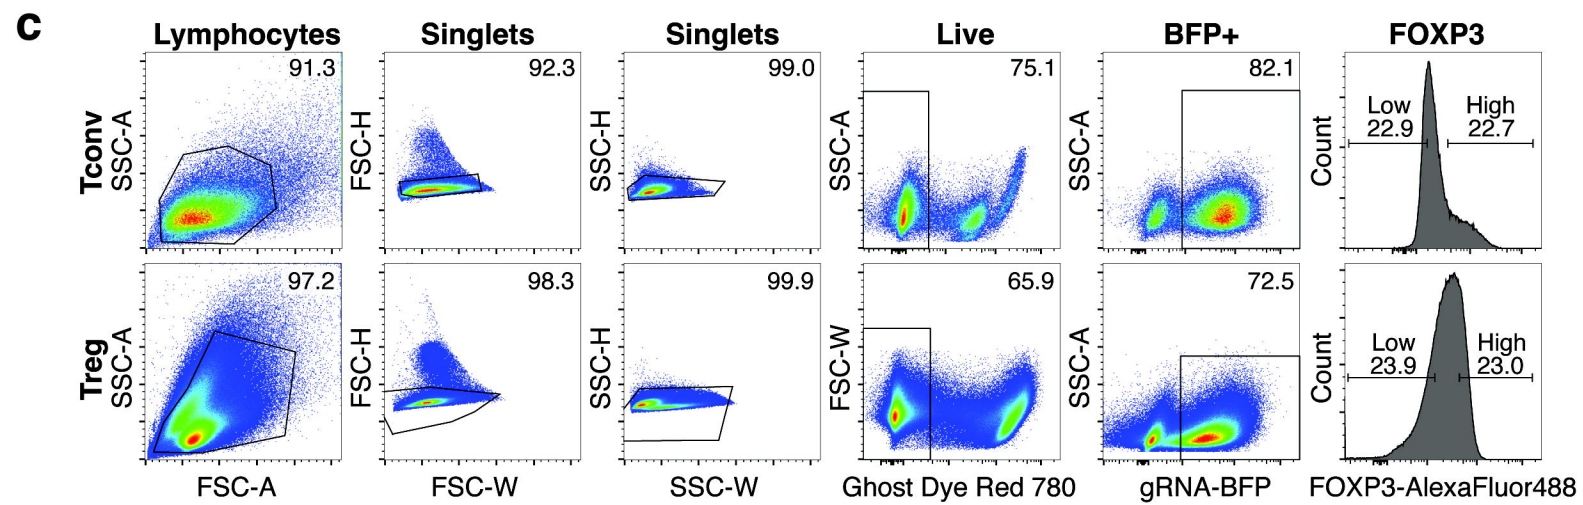 c
Lymphocytes Singlets Singlets Live BFP+ FOXP3
Tconv
SSC-A 91.3
FSC-H 92.3
SSC-H 99.0
SSC-A 75.1
SSC-A 82.1
Count
Low High
22.9 22.7
Treg
SSC-A 97.2
FSC-H 98.3
SSC-H 99.9
FSC-W 65.9
SSC-A 72.5
Count
Low High
23.9 23.0
FSC-A FSC-W SSC-W Ghost Dye Red 780 gRNA-BFP FOXP3-AlexaFluor488